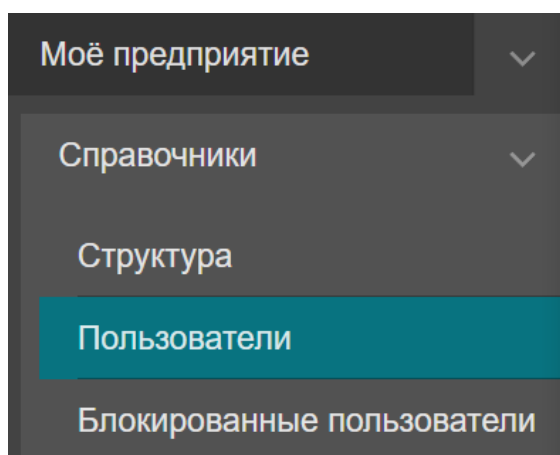 Моё предприятие
Справочники
Структура
Пользователи
Блокированные пользователи